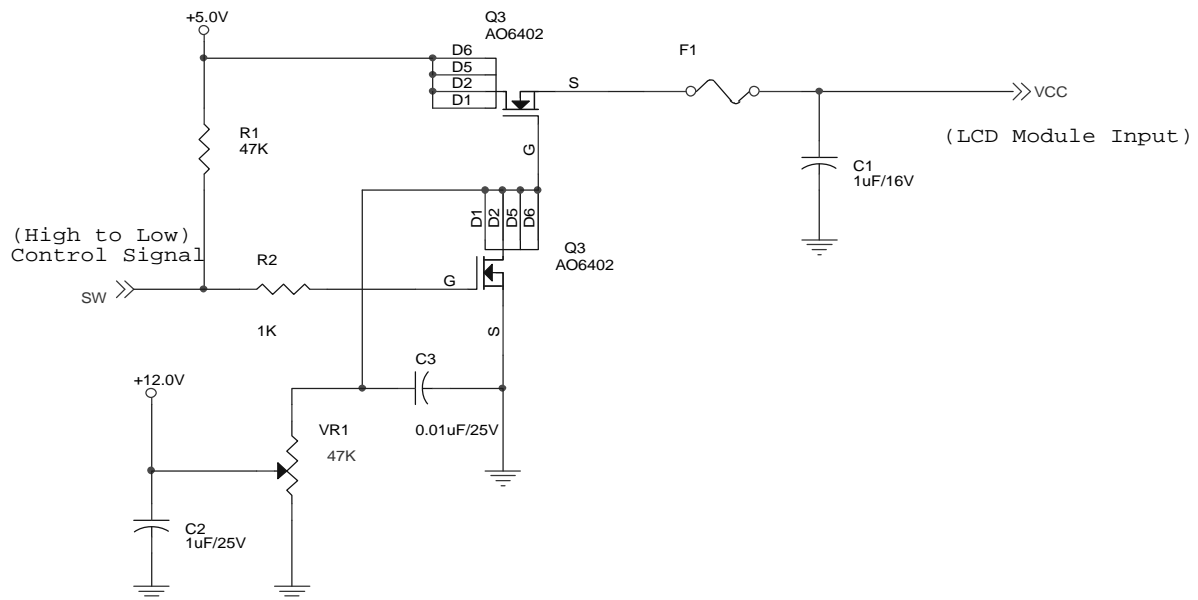 +5.0V
Q3
AO6402
D6
D5
D2
D1
S
F1
VCC
(LCD Module Input)
R1
47K
G
C1
1uF/16V
D1
D2
D5
D6
(High to Low)
Control Signal
Q3
AO6402
R2
G
SW
1K
S
C3
+12.0V
0.01uF/25V
VR1
47K
C2
1uF/25V